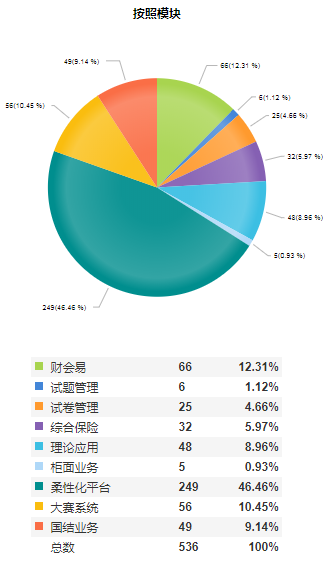 按照模块
49(9.14 %)
66(12.31 %)
6(1.12 %)
56(10.45 %)
25(4.66 %)
32(5.97 %)
48(8.96 %)
5(0.93 %)
249(46.46 %)
财会易 66 12.31%
试题管理 6 1.12%
试卷管理 25 4.66%
综合保险 32 5.97%
理论应用 48 8.96%
柜面业务 5 0.93%
柔性化平台 249 46.46%
大赛系统 56 10.45%
国结业务 49 9.14%
总数 536 100%